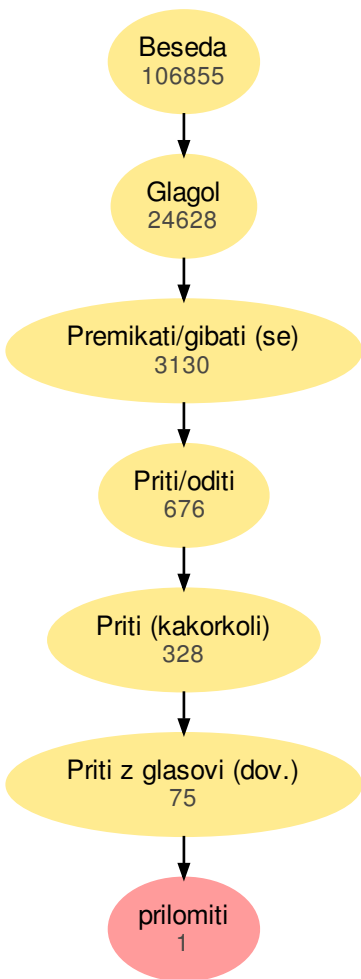 Beseda
106855
Glagol
24628
Premikati/gibati (se)
3130
Priti/oditi
676
Priti (kakorkoli)
328
Priti z glasovi (dov.)
75
prilomiti
1